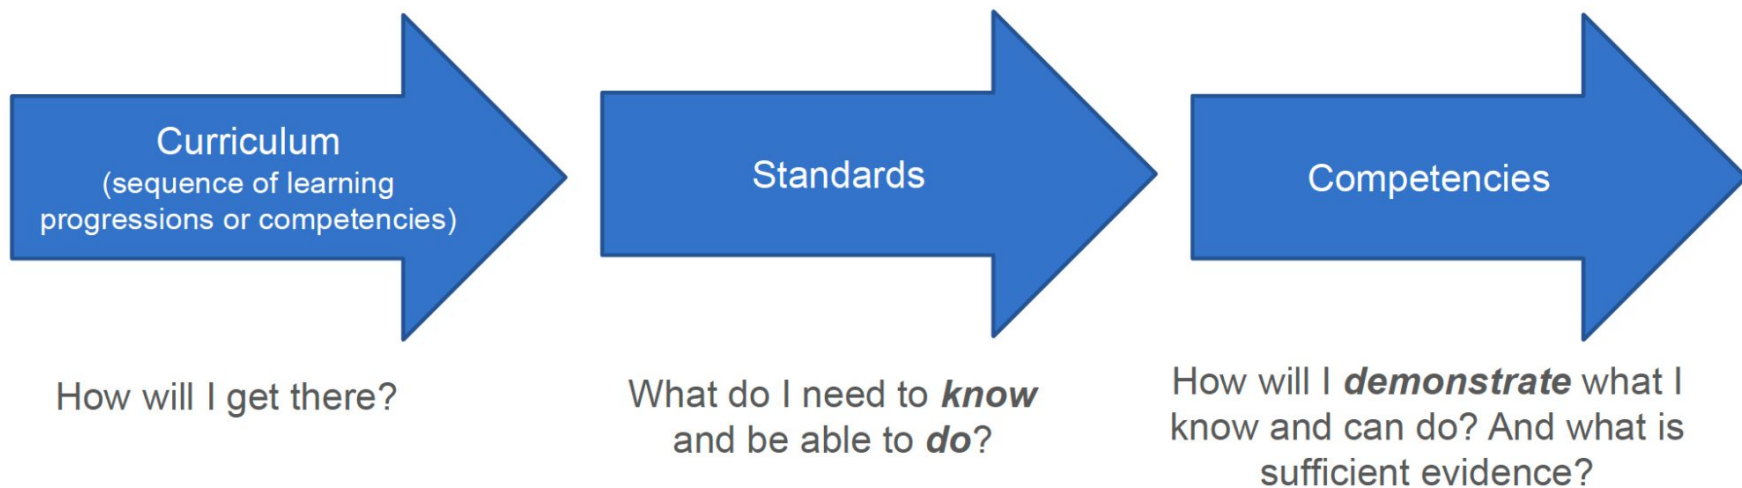 Curriculum
(sequence of learning
progressions or competencies)
How will I get there?
Standards
What do I need to know
and be able to do?
Competencies
How will I demonstrate what I
know and can do? And what is
sufficient evidence?